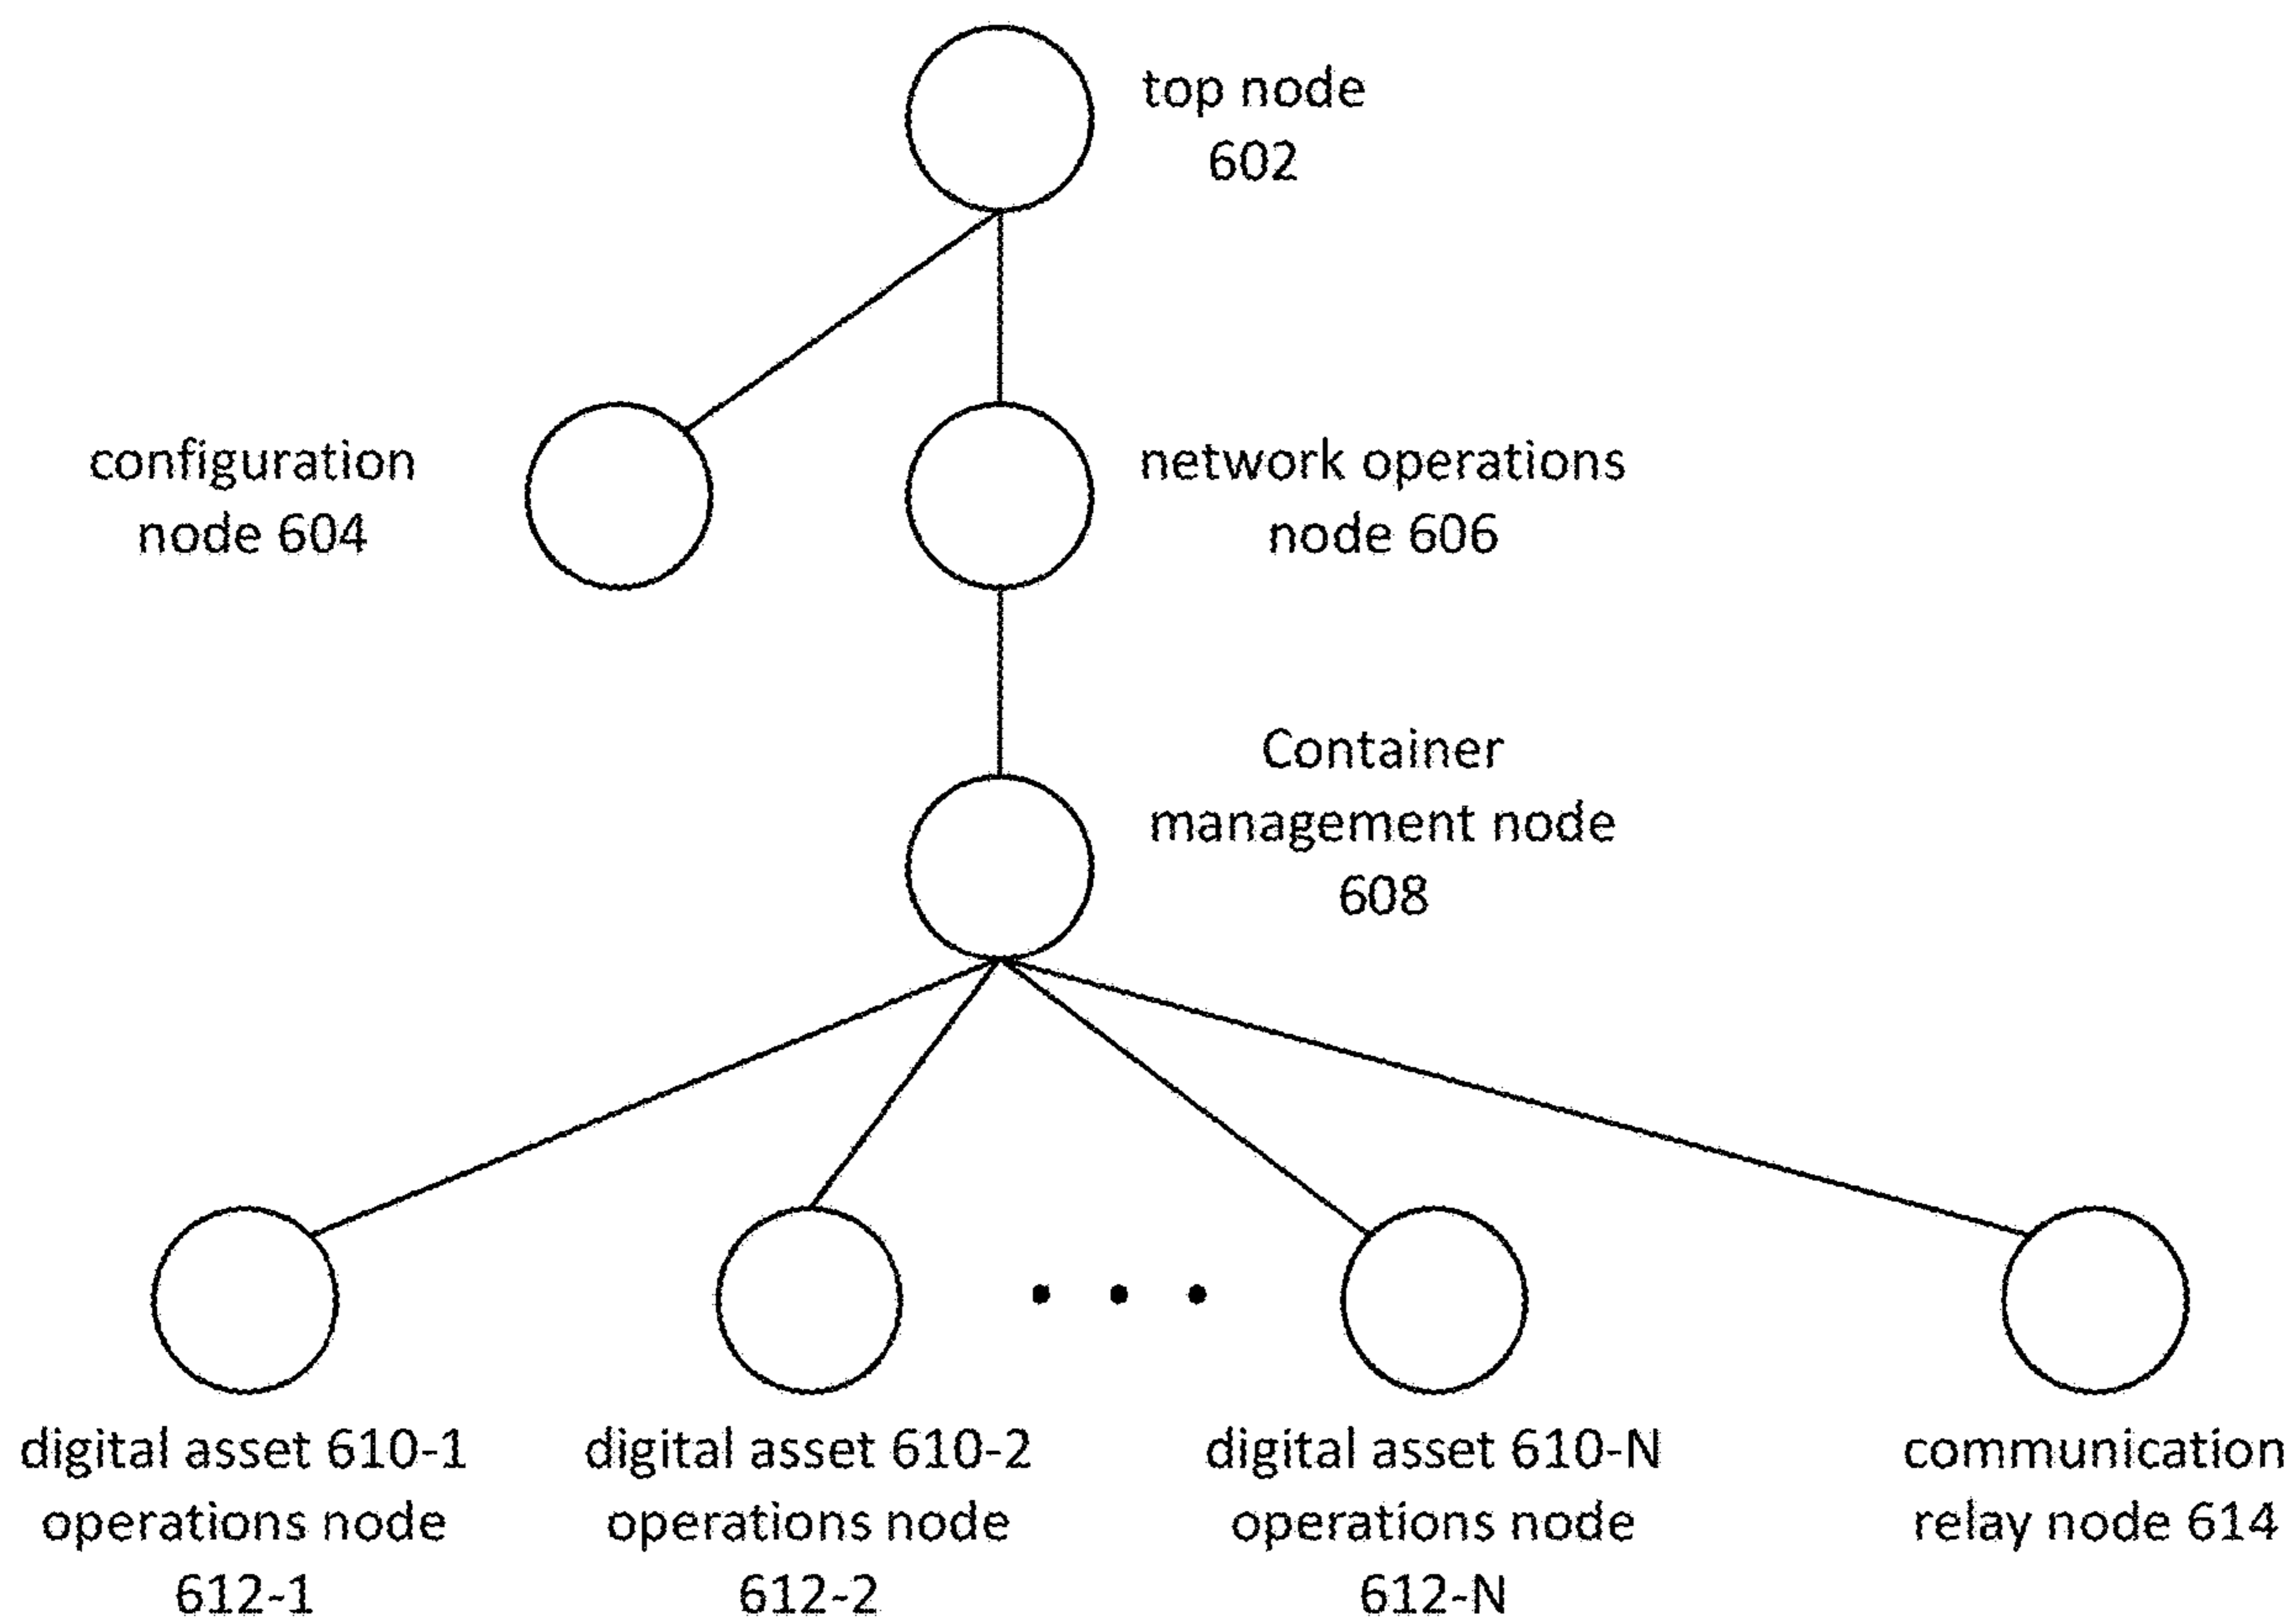 top node
602
configuration
node 604
network operations
node 606
Container
management node
608
digital asset 610-1
operations node
612-1
digital asset 610-2
operations node
612-2
digital asset 610-N
operations node
612-N
communication
relay node 614